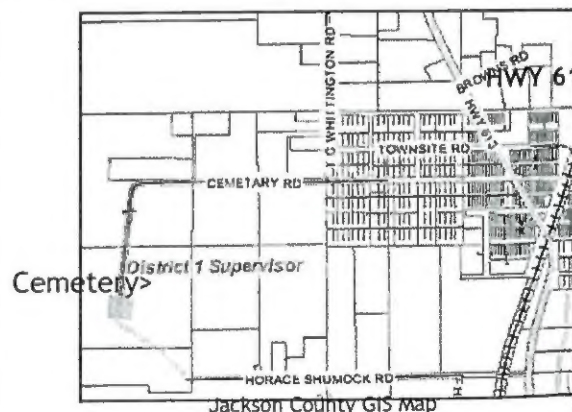 T C WHITTINGTON RD
BROWNS RD
HWY 61
HWY 613
TOWNSITE RD
CEMETARY RD
District 1 Supervisor
Cemetery>
HORACE SHUMOCK RD
Jackson County GIS Map